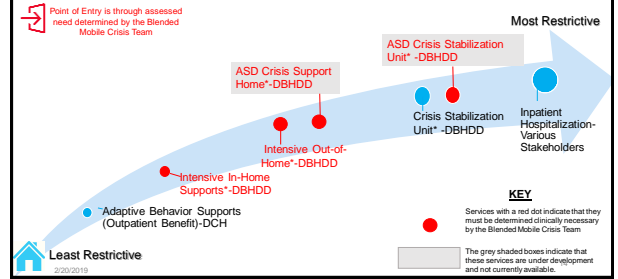 Point of Entry is through assessed
need determined by the Blended
Mobile Crisis Team
Most Restrictive
ASD Crisis Stabilization
Unit* -DBHDD
ASD Crisis Support
Home*-DBHDD
Crisis Stabilization
Unit* -DBHDD
Inpatient
Hospitalization-
Various
Stakeholders
Intensive Out-of-
Home*-DBHDD
Intensive In-Home
Supports*-DBHDD
Adaptive Behavior Supports
(Outpatient Benefit)-DCH
KEY
Services with a red dot indicate that they
must be determined clinically necessary
by the Blended Mobile Crisis Team
The grey shaded boxes indicate that
these services are under development
and not currently available.
Least Restrictive
2/20/2019